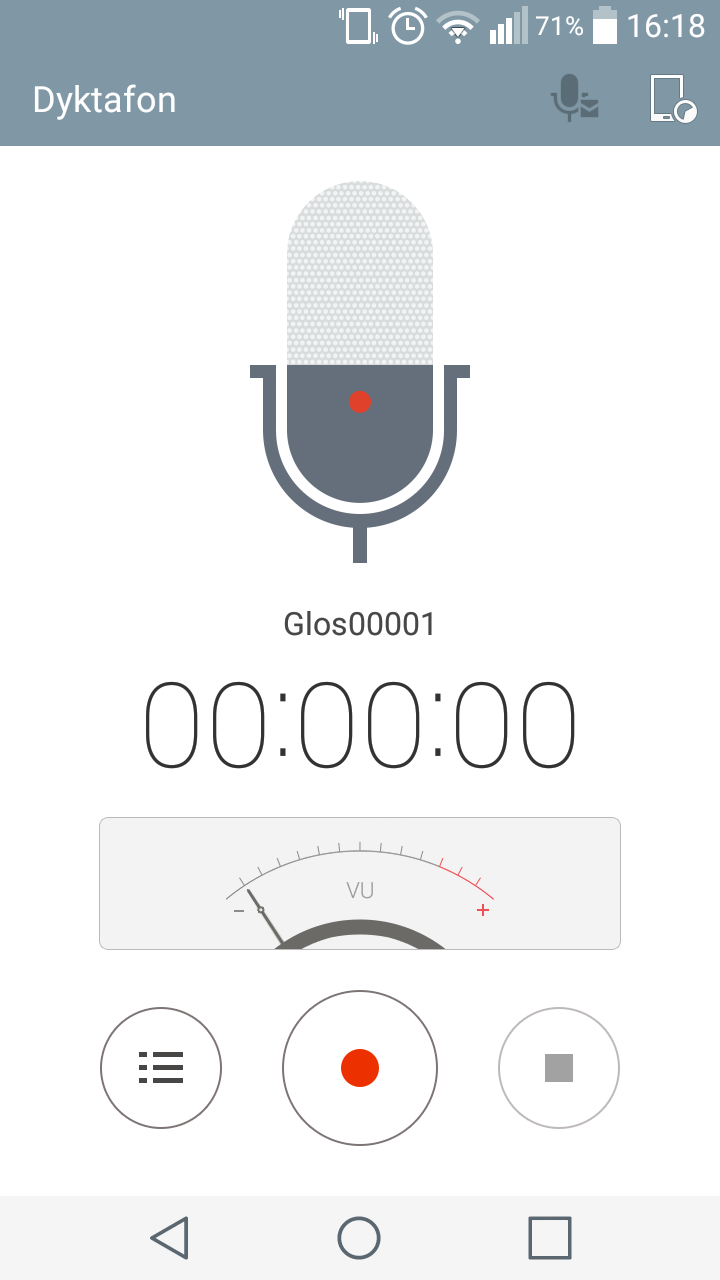 71% 16:18
Dyktafon
Glos00001
00:00:00
VU
− +